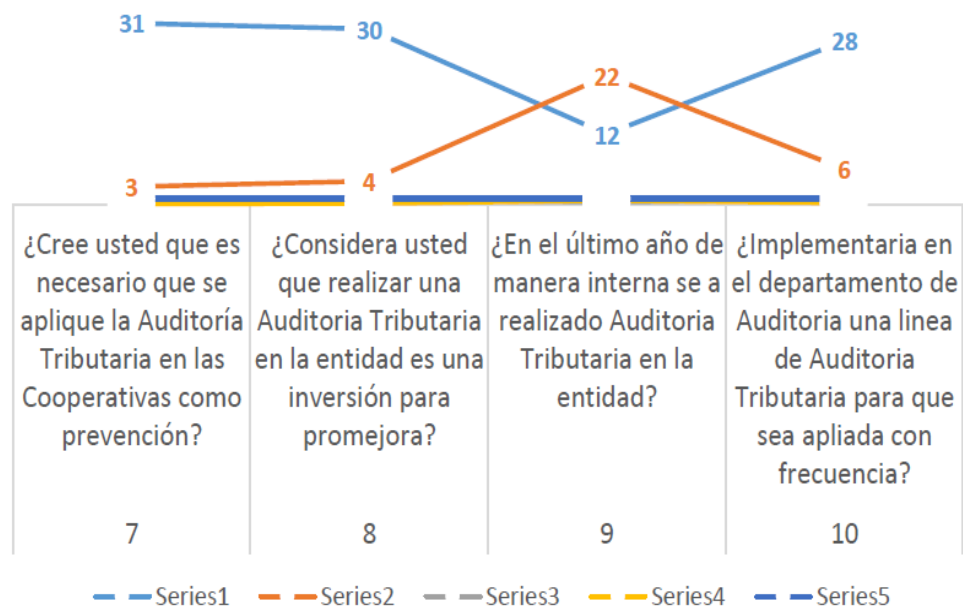 31
30
28
22
12
3
4
6
¿Cree usted que es
necesario que se
aplique la Auditoría
Tributaria en las
Cooperativas como
prevención?
¿Considera usted
que realizar una
Auditoria Tributaria
en la entidad es una
inversión para
promejora?
¿En el último año de
manera interna se a
realizado Auditoria
Tributaria en la
entidad?
¿Implementaria en
el departamento de
Auditoria una linea
de Auditoria
Tributaria para que
sea apliada con
frecuencia?
7
8
9
10
Series1
Series2
Series3
Series4
Series5